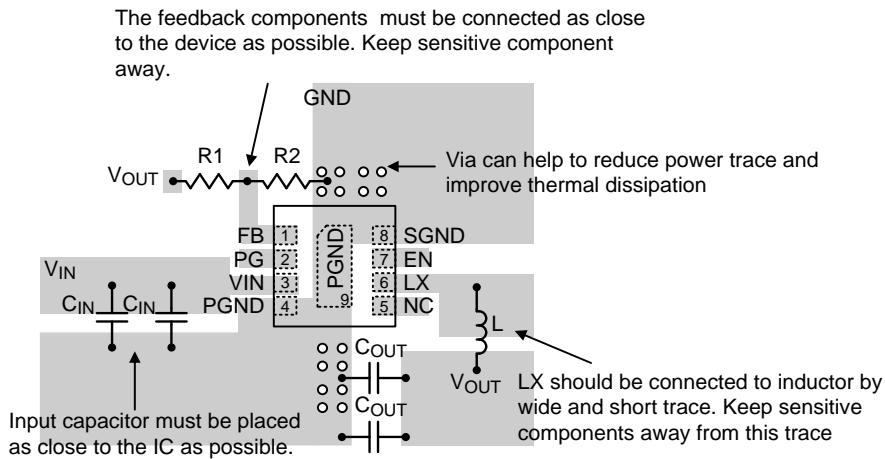 The feedback components must be connected as close
to the device as possible. Keep sensitive component
away.
GND
R1
R2
VOUT
Via can help to reduce power trace and
improve thermal dissipation
FB
1
8
SGND
PG
2
PGND
7
EN
VIN
VIN
3
6
LX
CIN
CIN
PGND
4
9
5
NC
L
COUT
VOUT
COUT
LX should be connected to inductor by
wide and short trace. Keep sensitive
components away from this trace
Input capacitor must be placed
as close to the IC as possible.